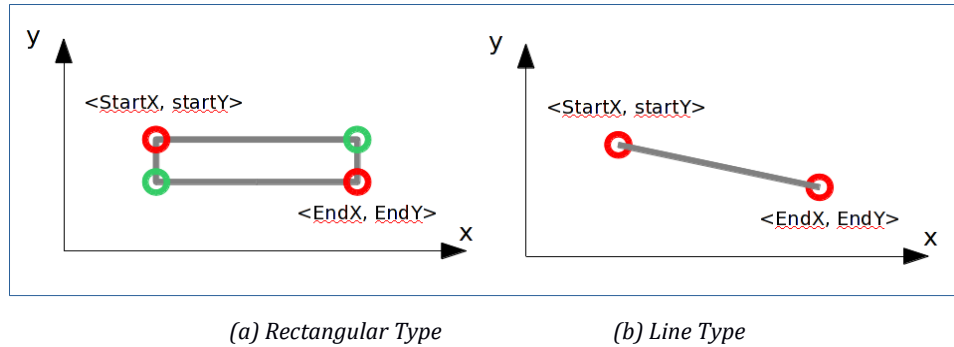 y
<StartX, startY>
<EndX, EndY>
x
y
<StartX, startY>
<EndX, EndY>
x
(a) Rectangular Type
(b) Line Type